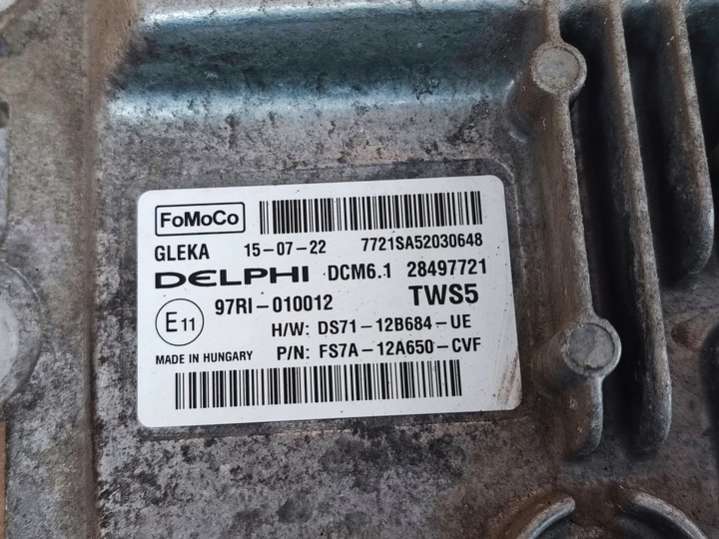 FoMoCo
GLEKA 15-07-22 7721SA52030648
DELPHI DCM6.1 28497721
E11 97RI-010012 TWS5
H/W: DS71-12B684-UE
MADE IN HUNGARY P/N: FS7A-12A650-CVF